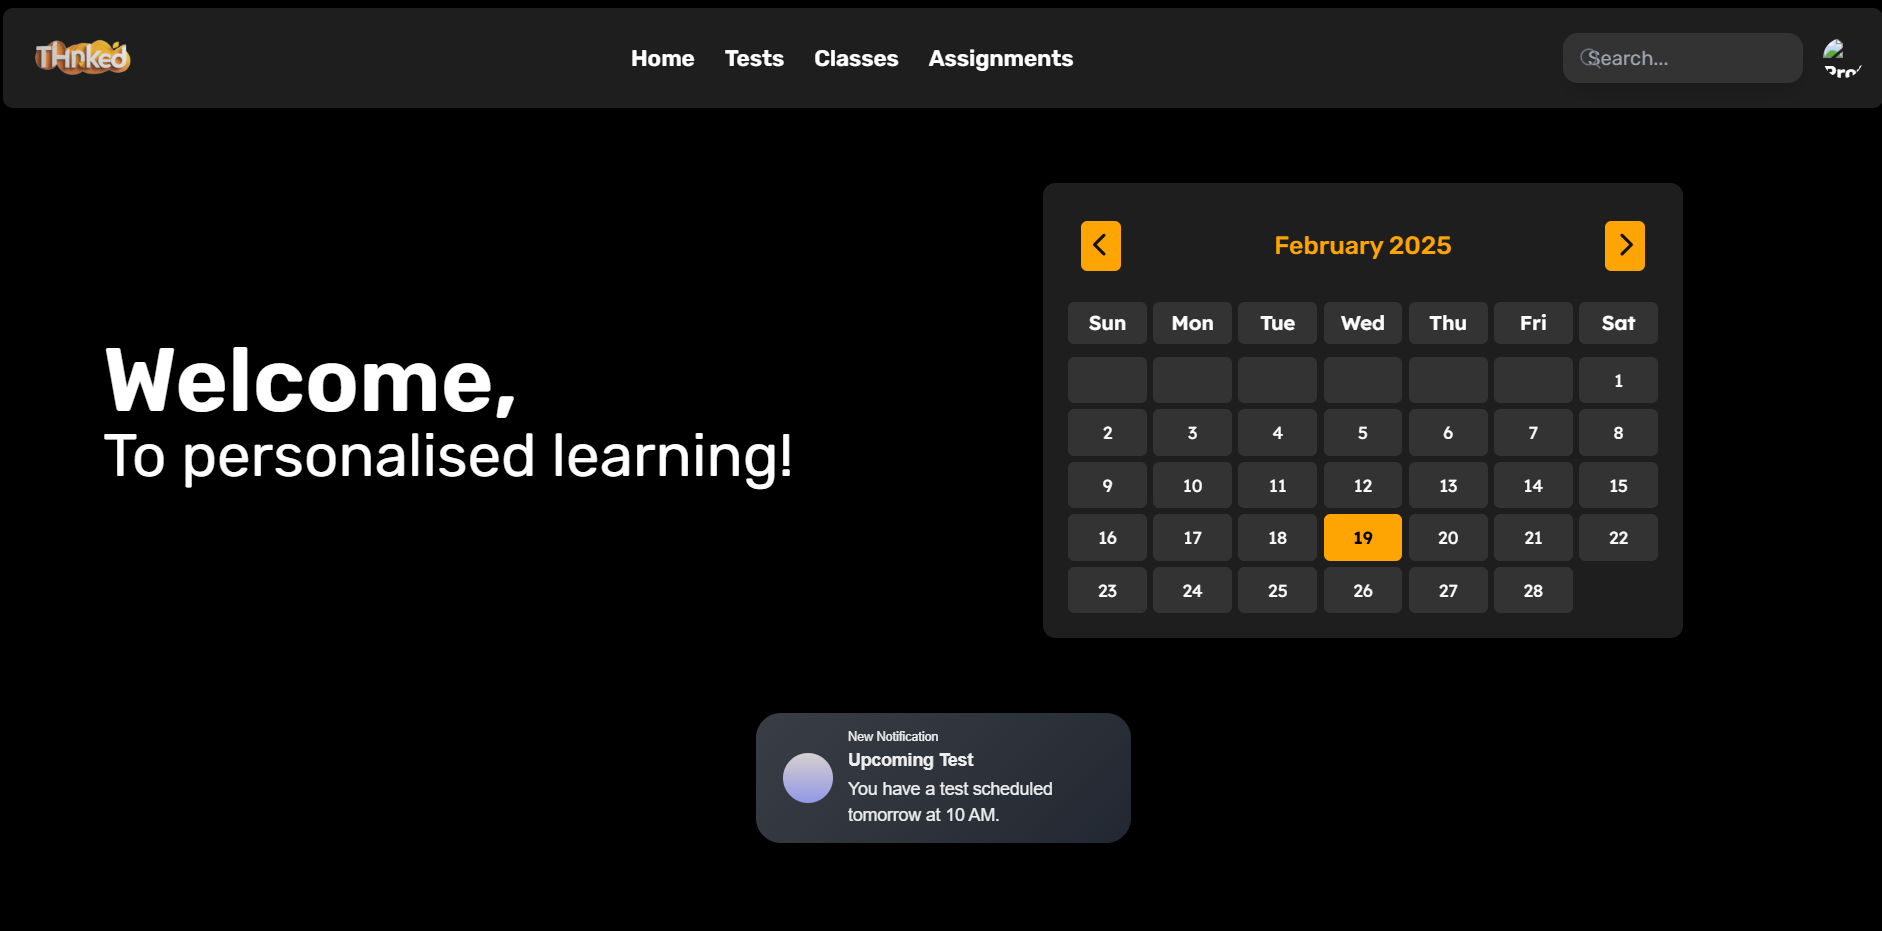 THnked
Home Tests Classes Assignments
Search...
Welcome,
To personalised learning!
February 2025
Sun Mon Tue Wed Thu Fri Sat
1
2 3 4 5 6 7 8
9 10 11 12 13 14 15
16 17 18 19 20 21 22
23 24 25 26 27 28
New Notification
Upcoming Test
You have a test scheduled
tomorrow at 10 AM.